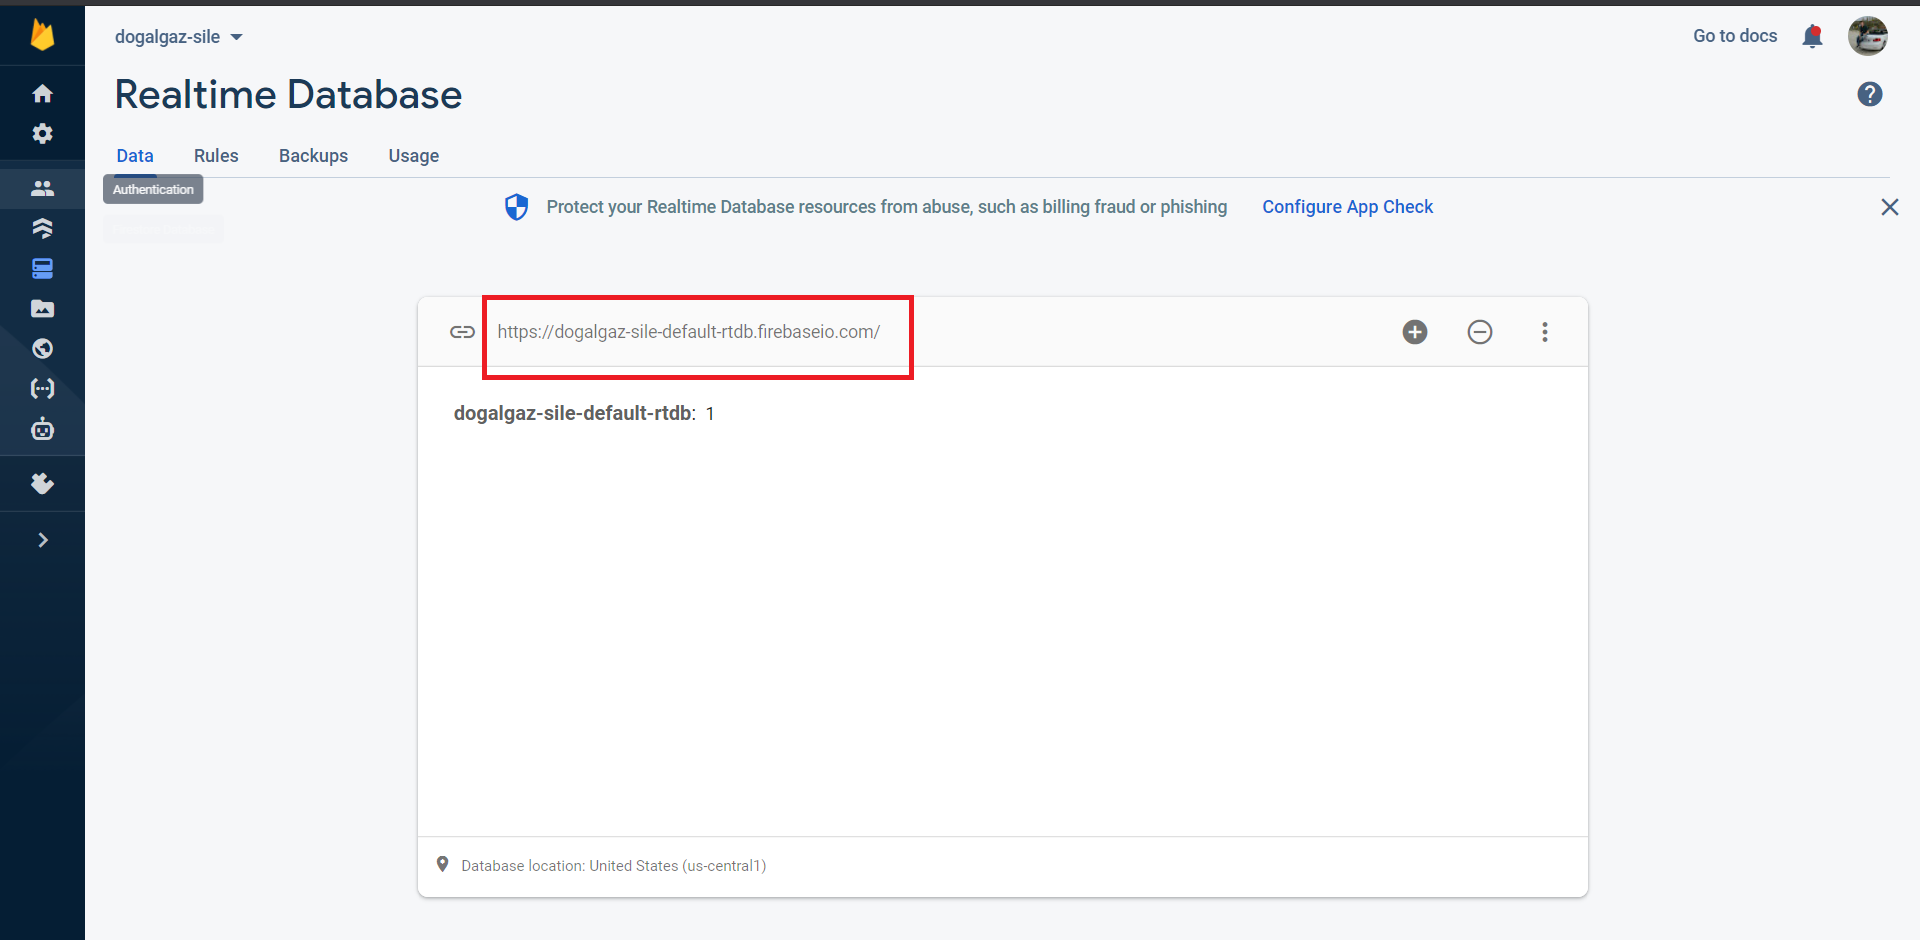 dogalgaz-sile
Go to docs
Realtime Database
Data Rules Backups Usage
Authentication
Protect your Realtime Database resources from abuse, such as billing fraud or phishing Configure App Check
https://dogalgaz-sile-default-rtdb.firebaseio.com/
dogalgaz-sile-default-rtdb: 1
Database location: United States (us-central1)